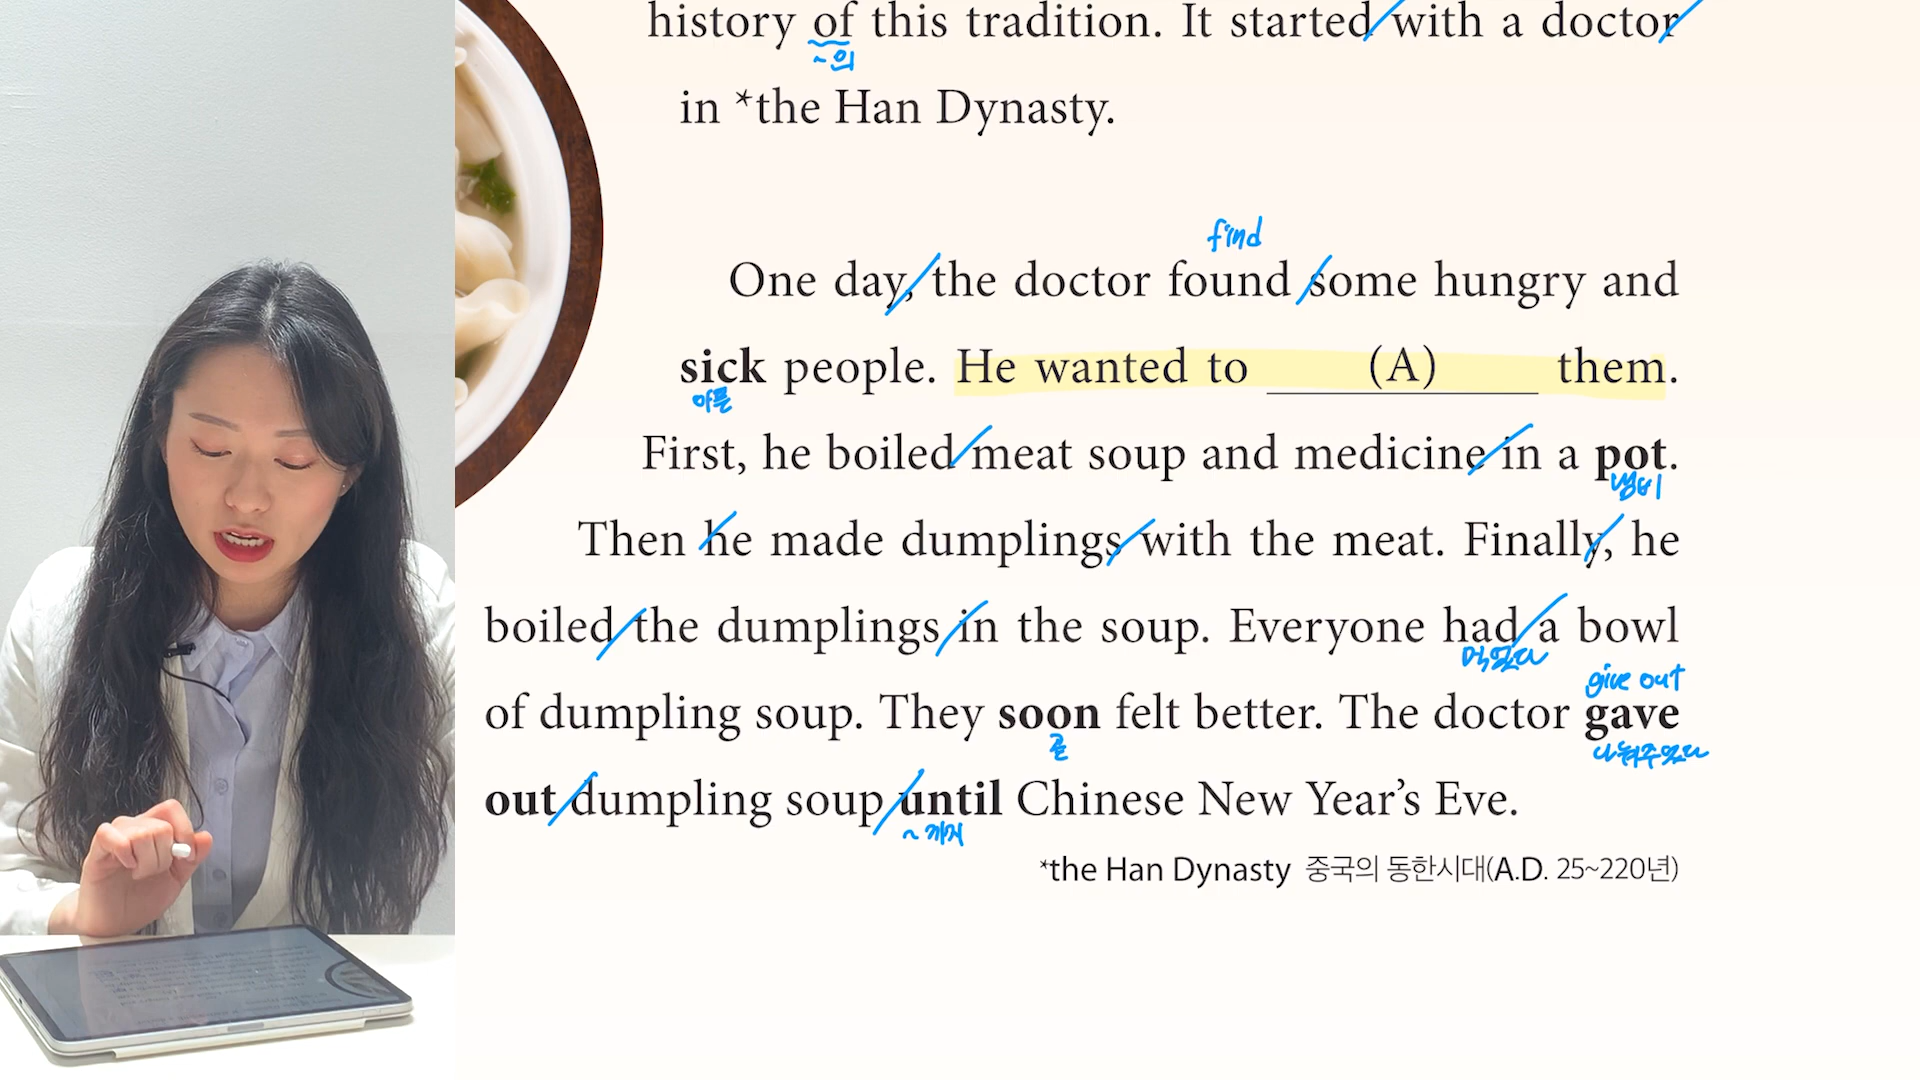 history of this tradition. It started with a doctor
~의
in *the Han Dynasty.
find
One day, the doctor found some hungry and
sick people. He wanted to (A) them.
아픈
First, he boiled meat soup and medicine in a pot.
냄비
Then he made dumplings with the meat. Finally, he
boiled the dumplings in the soup. Everyone had a bowl
먹었다
give out
of dumpling soup. They soon felt better. The doctor gave
곧
나눠주었다
out dumpling soup until Chinese New Year's Eve.
~까지
*the Han Dynasty 중국의 동한시대(A.D. 25~220년)